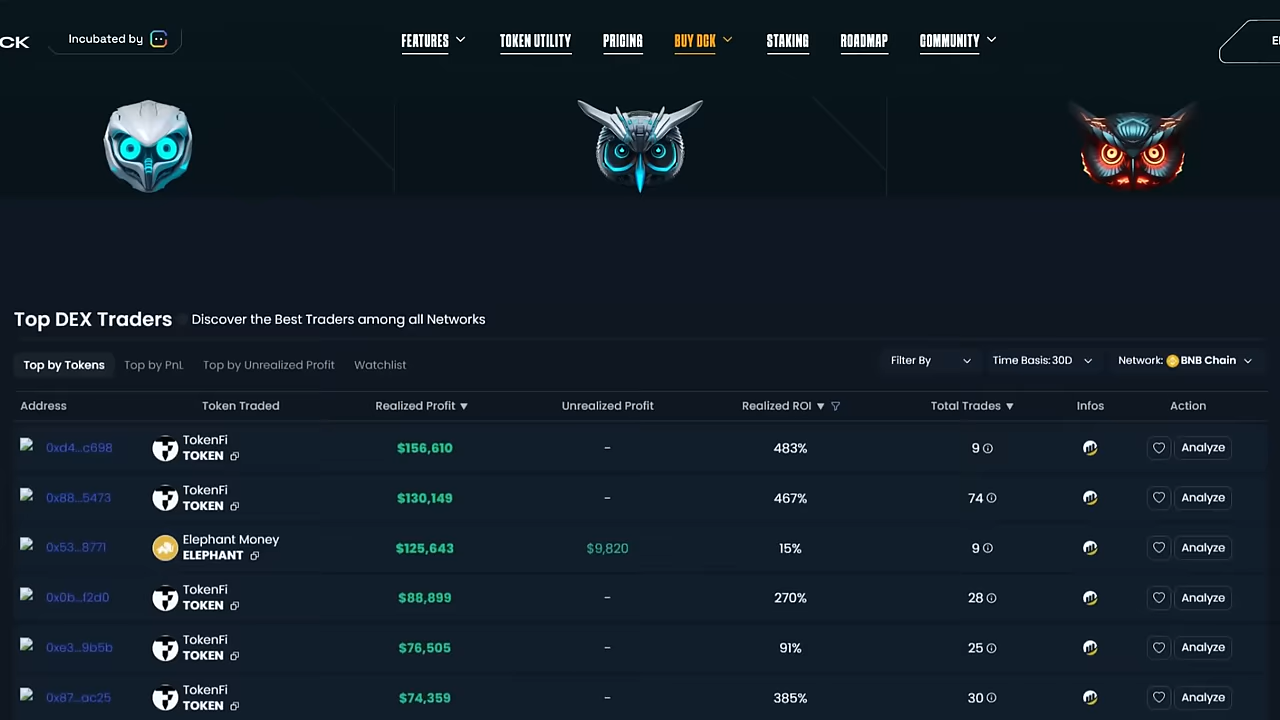 CK
Incubated by
FEATURES TOKEN UTILITY PRICING BUY DCK STAKING ROADMAP COMMUNITY
Top DEX Traders Discover the Best Traders among all Networks
Top by Tokens Top by PnL Top by Unrealized Profit Watchlist Filter By Time Basis: 30D Network: BNB Chain
Address Token Traded Realized Profit Unrealized Profit Realized ROI Total Trades Infos Action
0xd4...c698 TokenFi TOKEN $156,610 - 483% 9 Analyze
0x88...5473 TokenFi TOKEN $130,149 - 467% 74 Analyze
0x53...8771 Elephant Money ELEPHANT $125,643 $9,820 15% 9 Analyze
0x0b...f2d0 TokenFi TOKEN $88,899 - 270% 28 Analyze
0xe3...9b5b TokenFi TOKEN $76,505 - 91% 25 Analyze
0x87...ac25 TokenFi TOKEN $74,359 - 385% 30 Analyze